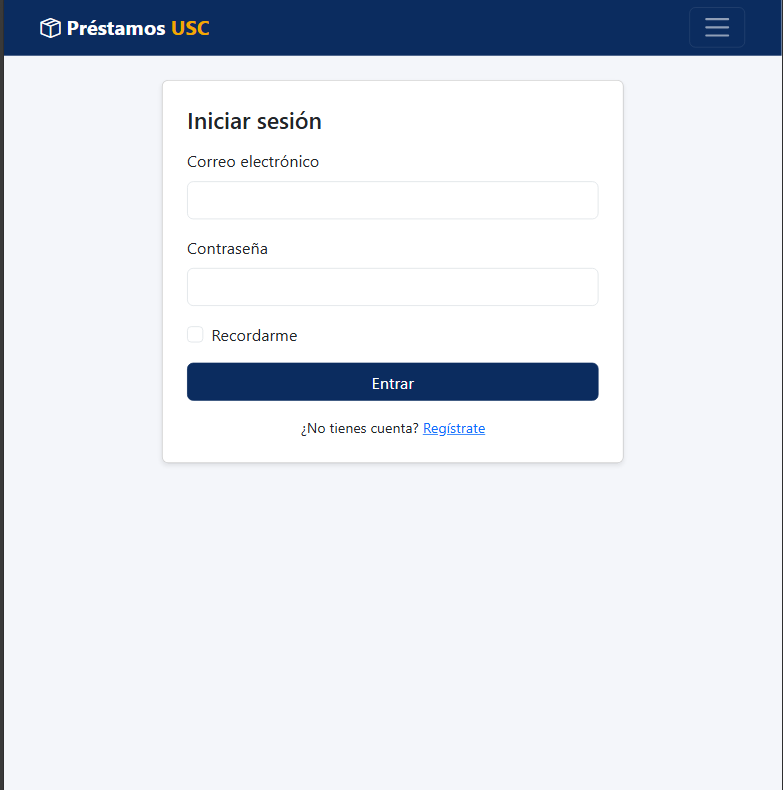 Préstamos USC
Iniciar sesión
Correo electrónico
Contraseña
Recordarme
Entrar
¿No tienes cuenta? Regístrate